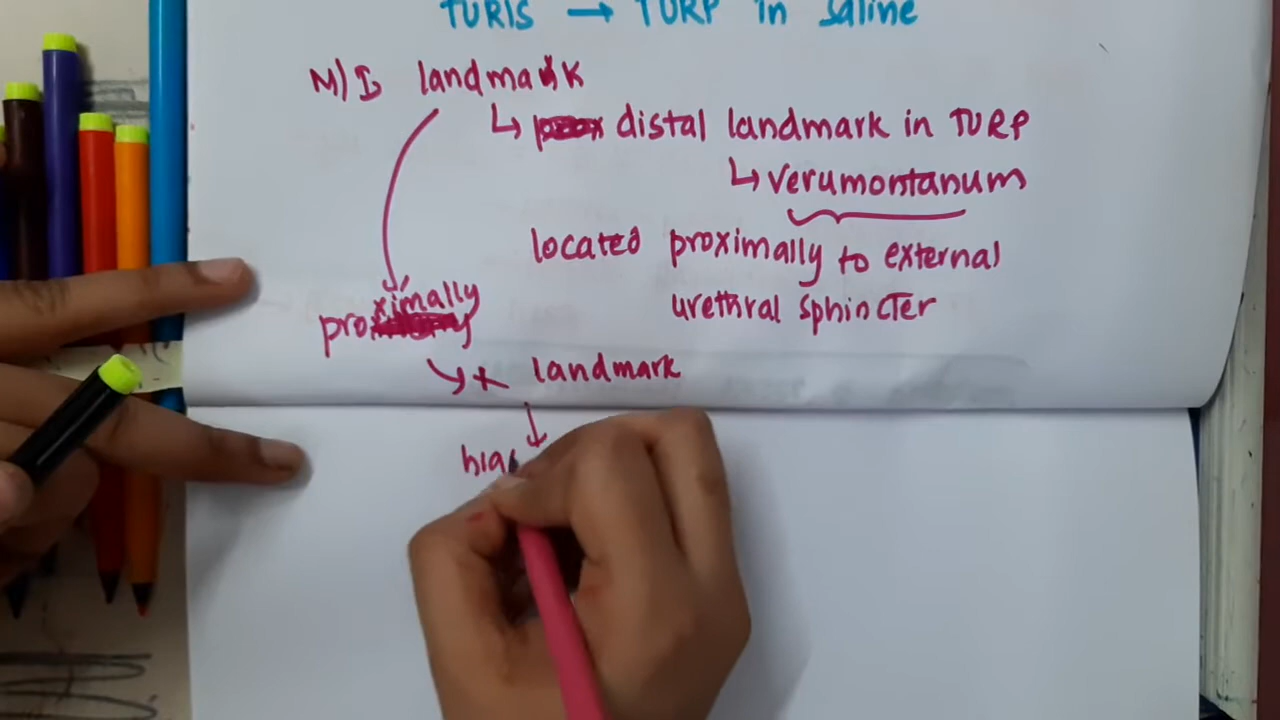 TURIS → TURP in saline
M/I landmark
↳ distal landmark in TURP
↳ verumontanum
located proximally to external
urethral sphincter
proximally
landmark